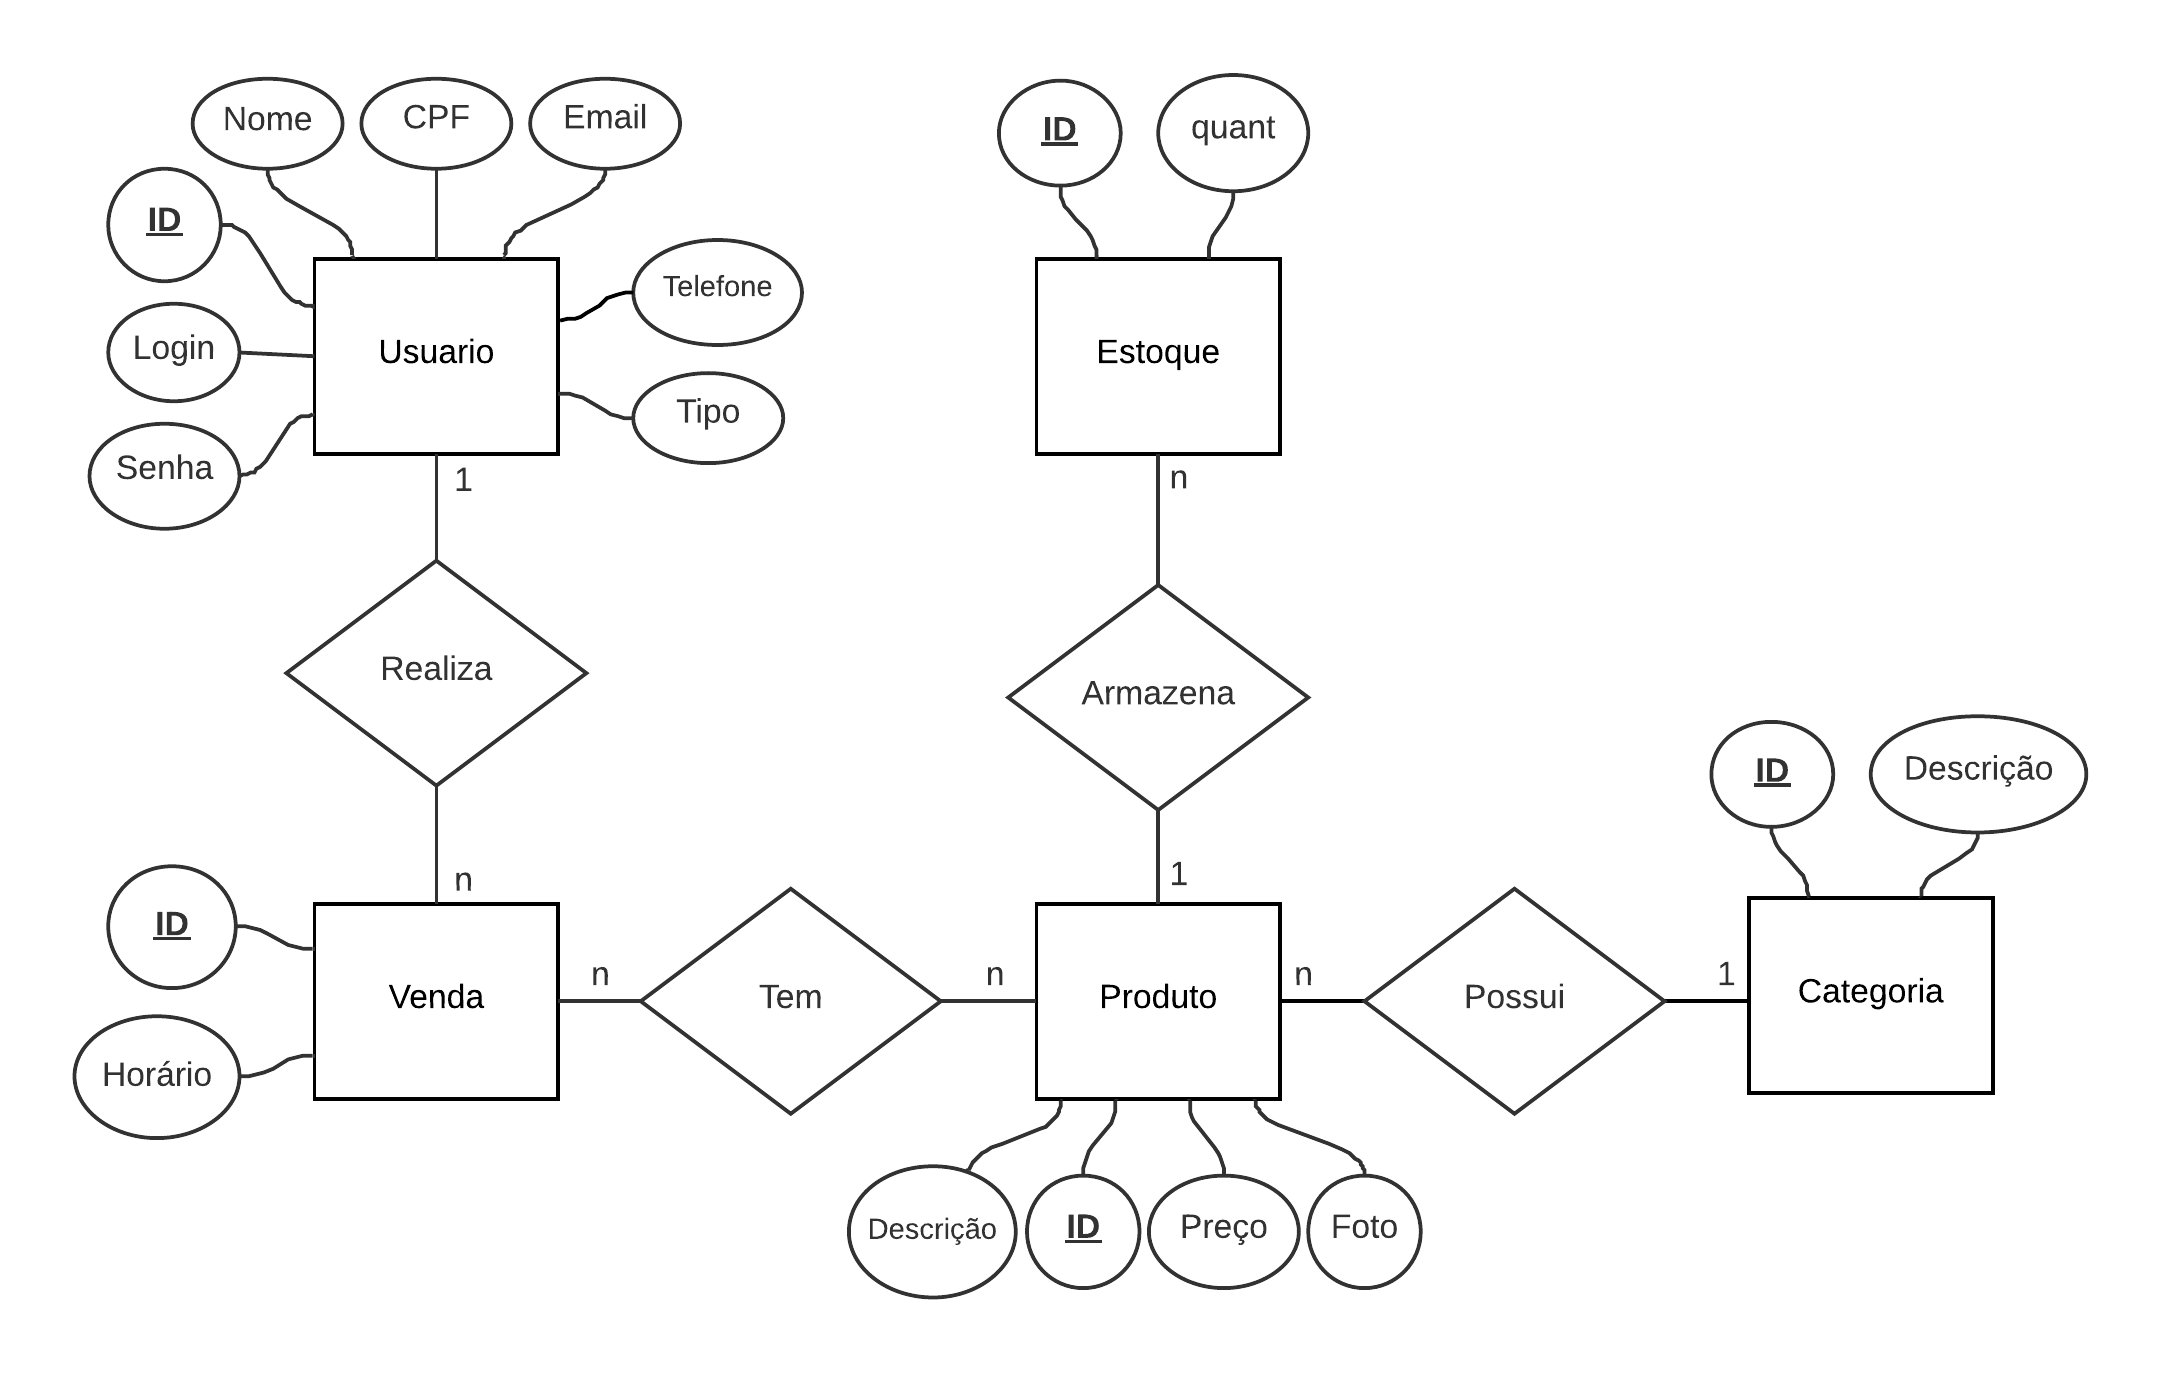 Nome
CPF
Email
ID
Login
Senha
Telefone
Tipo
Usuario
ID
quant
Estoque
1
n
Realiza
Armazena
n
1
ID
Descrição
ID
Horário
Venda
n
Tem
n
Produto
n
Possui
1
Categoria
Descrição
ID
Preço
Foto